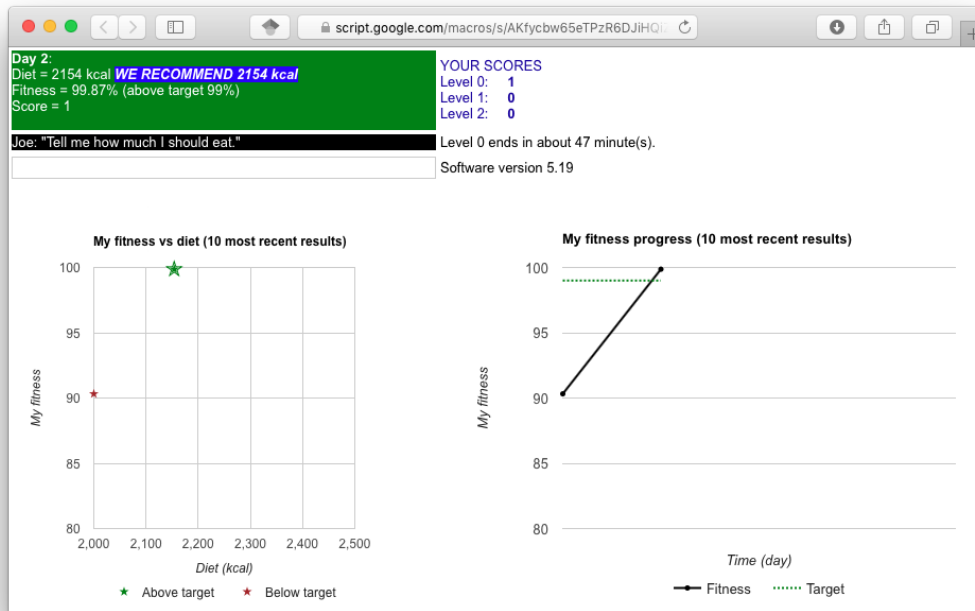 script.google.com/macros/s/AKfycbw65eTPzR6DJiHQi
Day 2:
Diet = 2154 kcal WE RECOMMEND 2154 kcal
Fitness = 99.87% (above target 99%)
Score = 1
Joe: "Tell me how much I should eat."
YOUR SCORES
Level 0: 1
Level 1: 0
Level 2: 0
Level 0 ends in about 47 minute(s).
Software version 5.19
My fitness vs diet (10 most recent results)
My fitness
100
95
90
85
80
2,000 2,100 2,200 2,300 2,400 2,500
Diet (kcal)
Above target Below target
My fitness progress (10 most recent results)
My fitness
100
95
90
85
80
Time (day)
Fitness Target